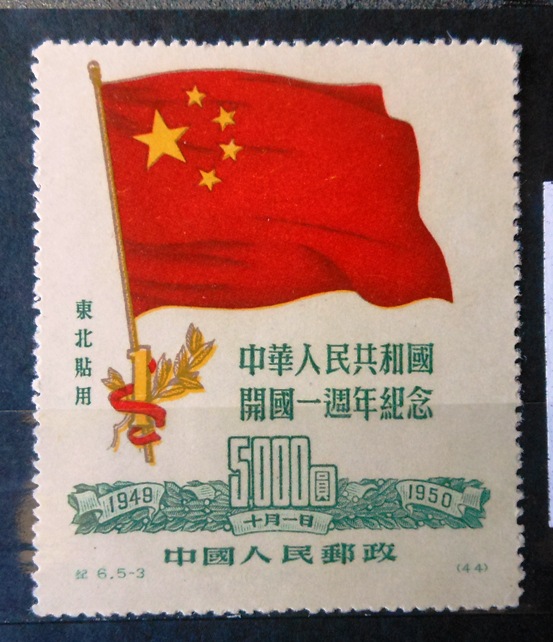 東北貼用
中華人民共和國
開國一週年紀念
5000圓
1949
1950
十月一日
中國人民郵政
紀 6.5-3
(44)